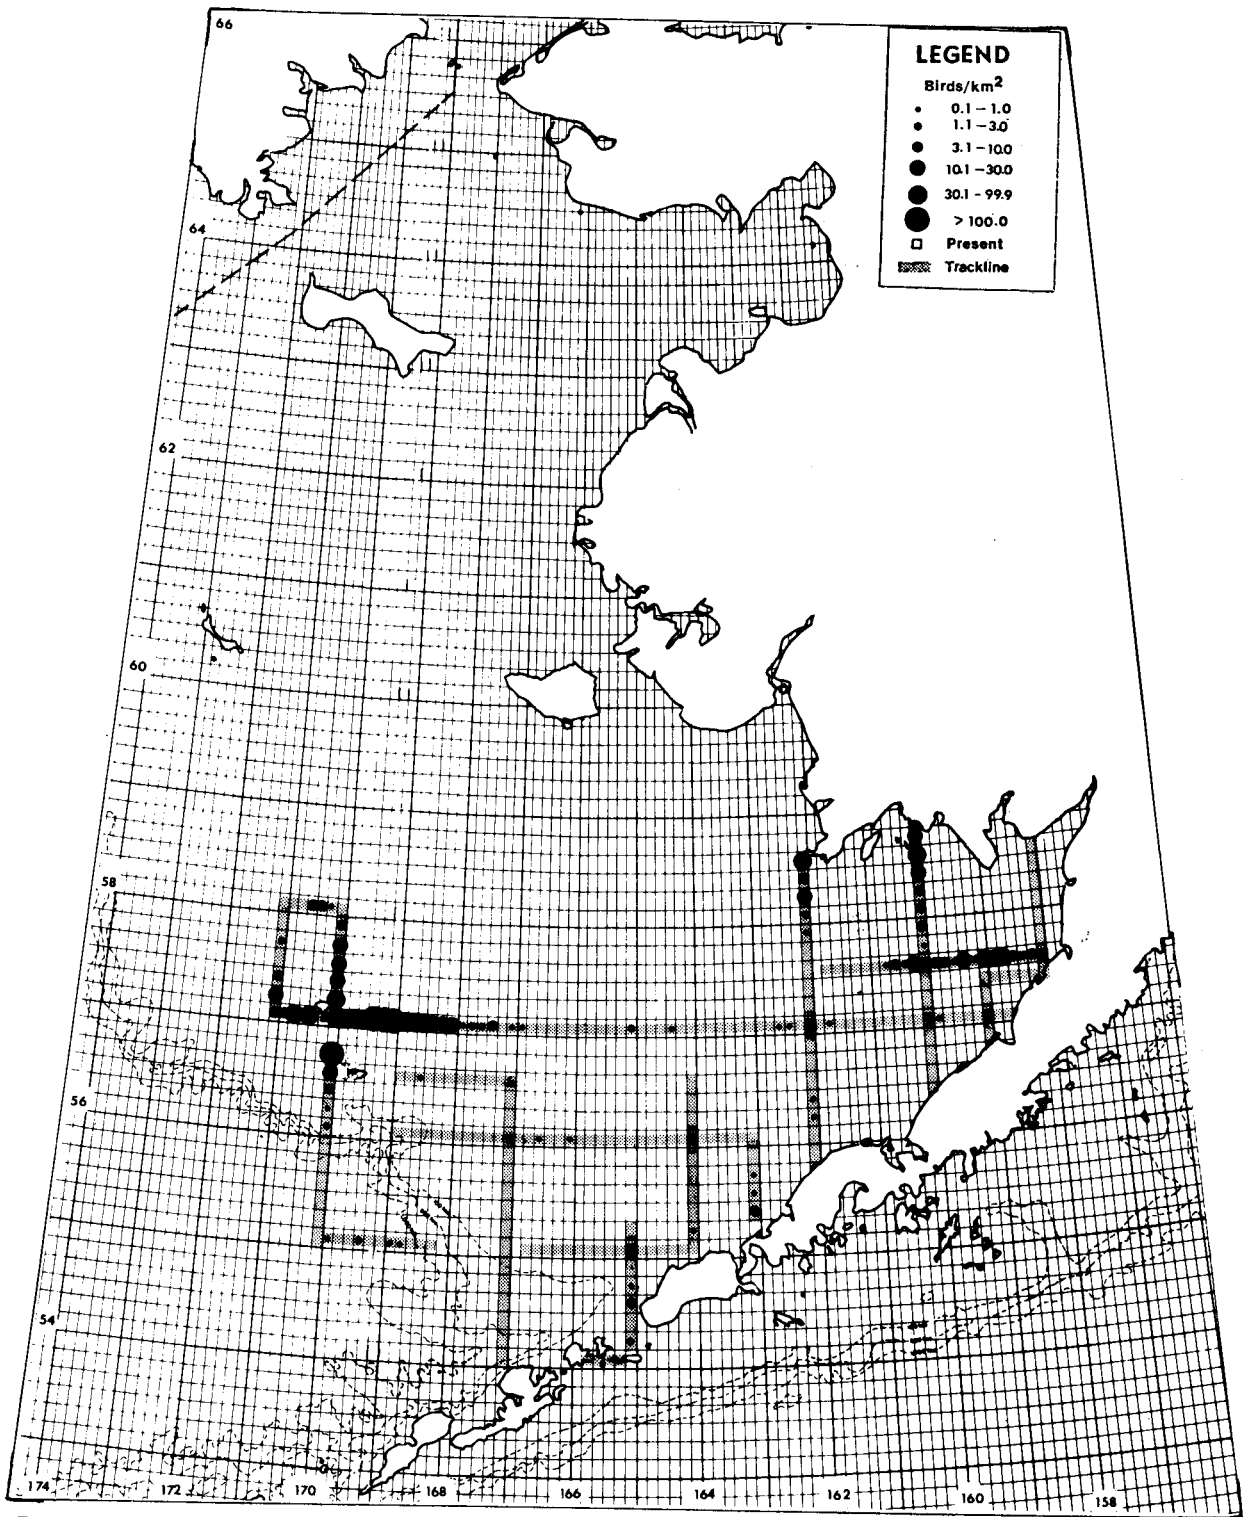 66
LEGEND
Birds/km2
0.1 – 1.0
1.1 – 3.0
3.1 – 10.0
10.1 – 30.0
30.1 – 99.9
> 100.0
Present
Trackline
64
62
60
58
56
54
174 172 170 168 166 164 162 160 158